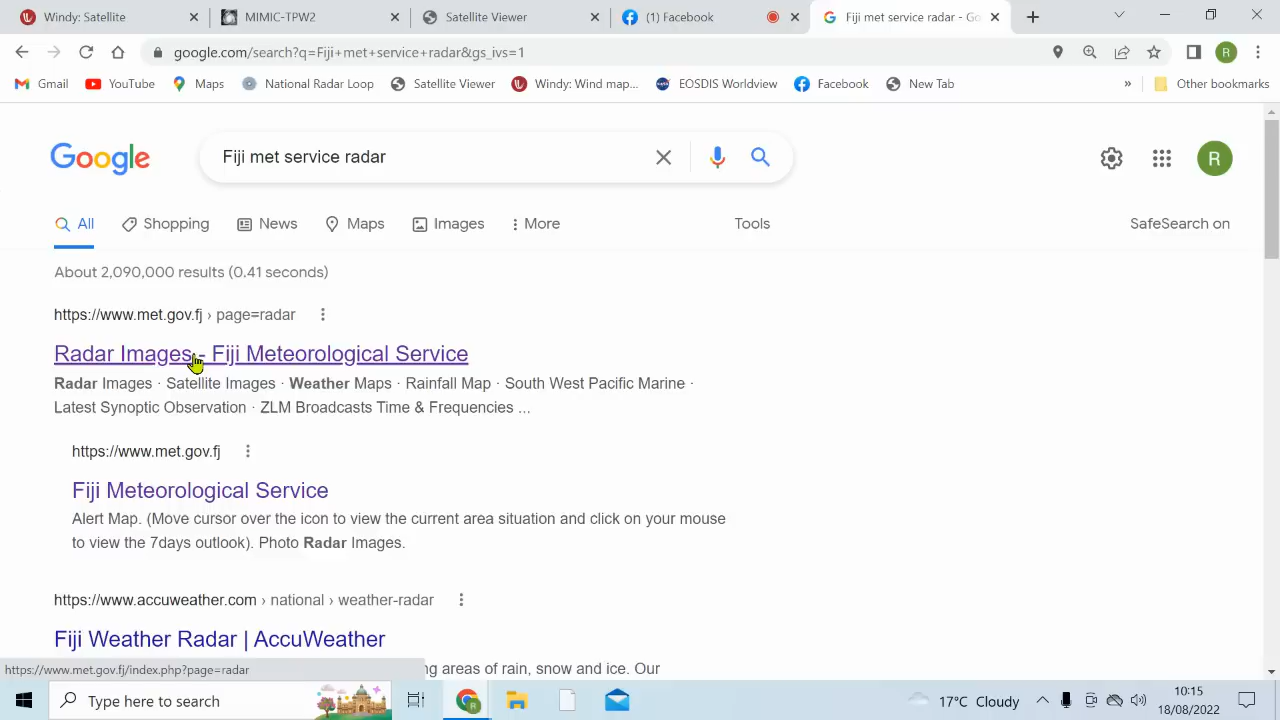 Windy: Satellite
MIMIC-TPW2
Satellite Viewer
(1) Facebook
Fiji met service radar - Go
google.com/search?q=Fiji+met+service+radar&gs_ivs=1
R
Gmail
YouTube
Maps
National Radar Loop
Satellite Viewer
Windy: Wind map...
EOSDIS Worldview
Facebook
New Tab
»
Other bookmarks
Google
Fiji met service radar
R
All
Shopping
News
Maps
Images
More
Tools
SafeSearch on
About 2,090,000 results (0.41 seconds)
https://www.met.gov.fj › page=radar
Radar Images - Fiji Meteorological Service
Radar Images · Satellite Images · Weather Maps · Rainfall Map · South West Pacific Marine ·
Latest Synoptic Observation · ZLM Broadcasts Time & Frequencies ...
https://www.met.gov.fj
Fiji Meteorological Service
Alert Map. (Move cursor over the icon to view the current area situation and click on your mouse
to view the 7days outlook). Photo Radar Images.
https://www.accuweather.com › national › weather-radar
Fiji Weather Radar | AccuWeather
https://www.met.gov.fj/index.php?page=radar
ng areas of rain, snow and ice. Our
Type here to search
17°C Cloudy
10:15
18/08/2022